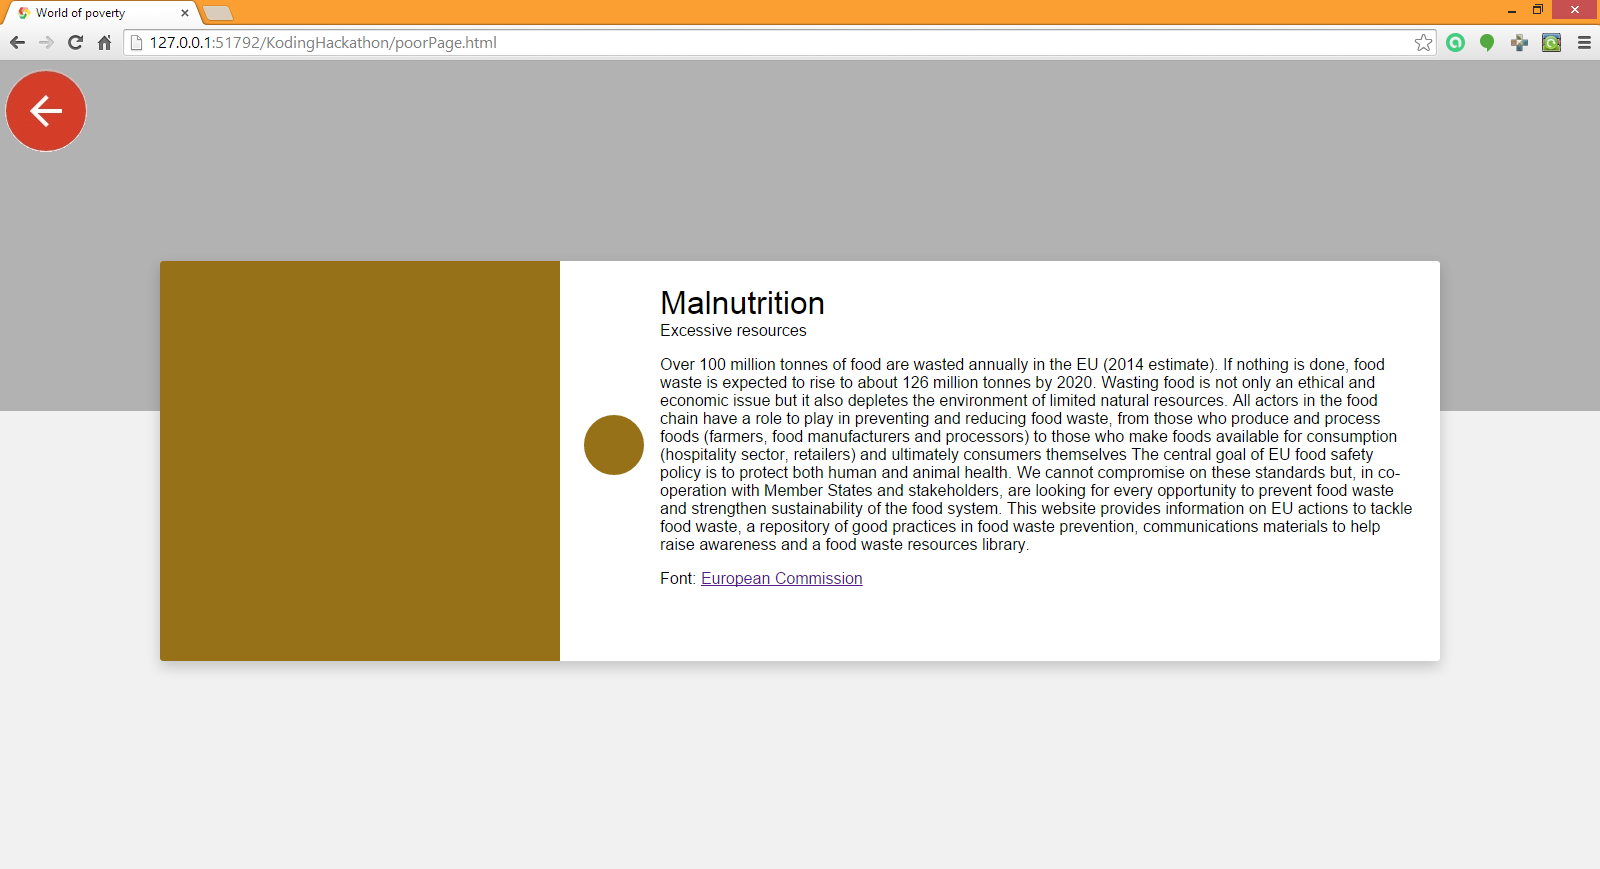 World of poverty
127.0.0.1:51792/KodingHackathon/poorPage.html
Malnutrition
Excessive resources
Over 100 million tonnes of food are wasted annually in the EU (2014 estimate). If nothing is done, food
waste is expected to rise to about 126 million tonnes by 2020. Wasting food is not only an ethical and
economic issue but it also depletes the environment of limited natural resources. All actors in the food
chain have a role to play in preventing and reducing food waste, from those who produce and process
foods (farmers, food manufacturers and processors) to those who make foods available for consumption
(hospitality sector, retailers) and ultimately consumers themselves The central goal of EU food safety
policy is to protect both human and animal health. We cannot compromise on these standards but, in co-
operation with Member States and stakeholders, are looking for every opportunity to prevent food waste
and strengthen sustainability of the food system. This website provides information on EU actions to tackle
food waste, a repository of good practices in food waste prevention, communications materials to help
raise awareness and a food waste resources library.
Font: European Commission